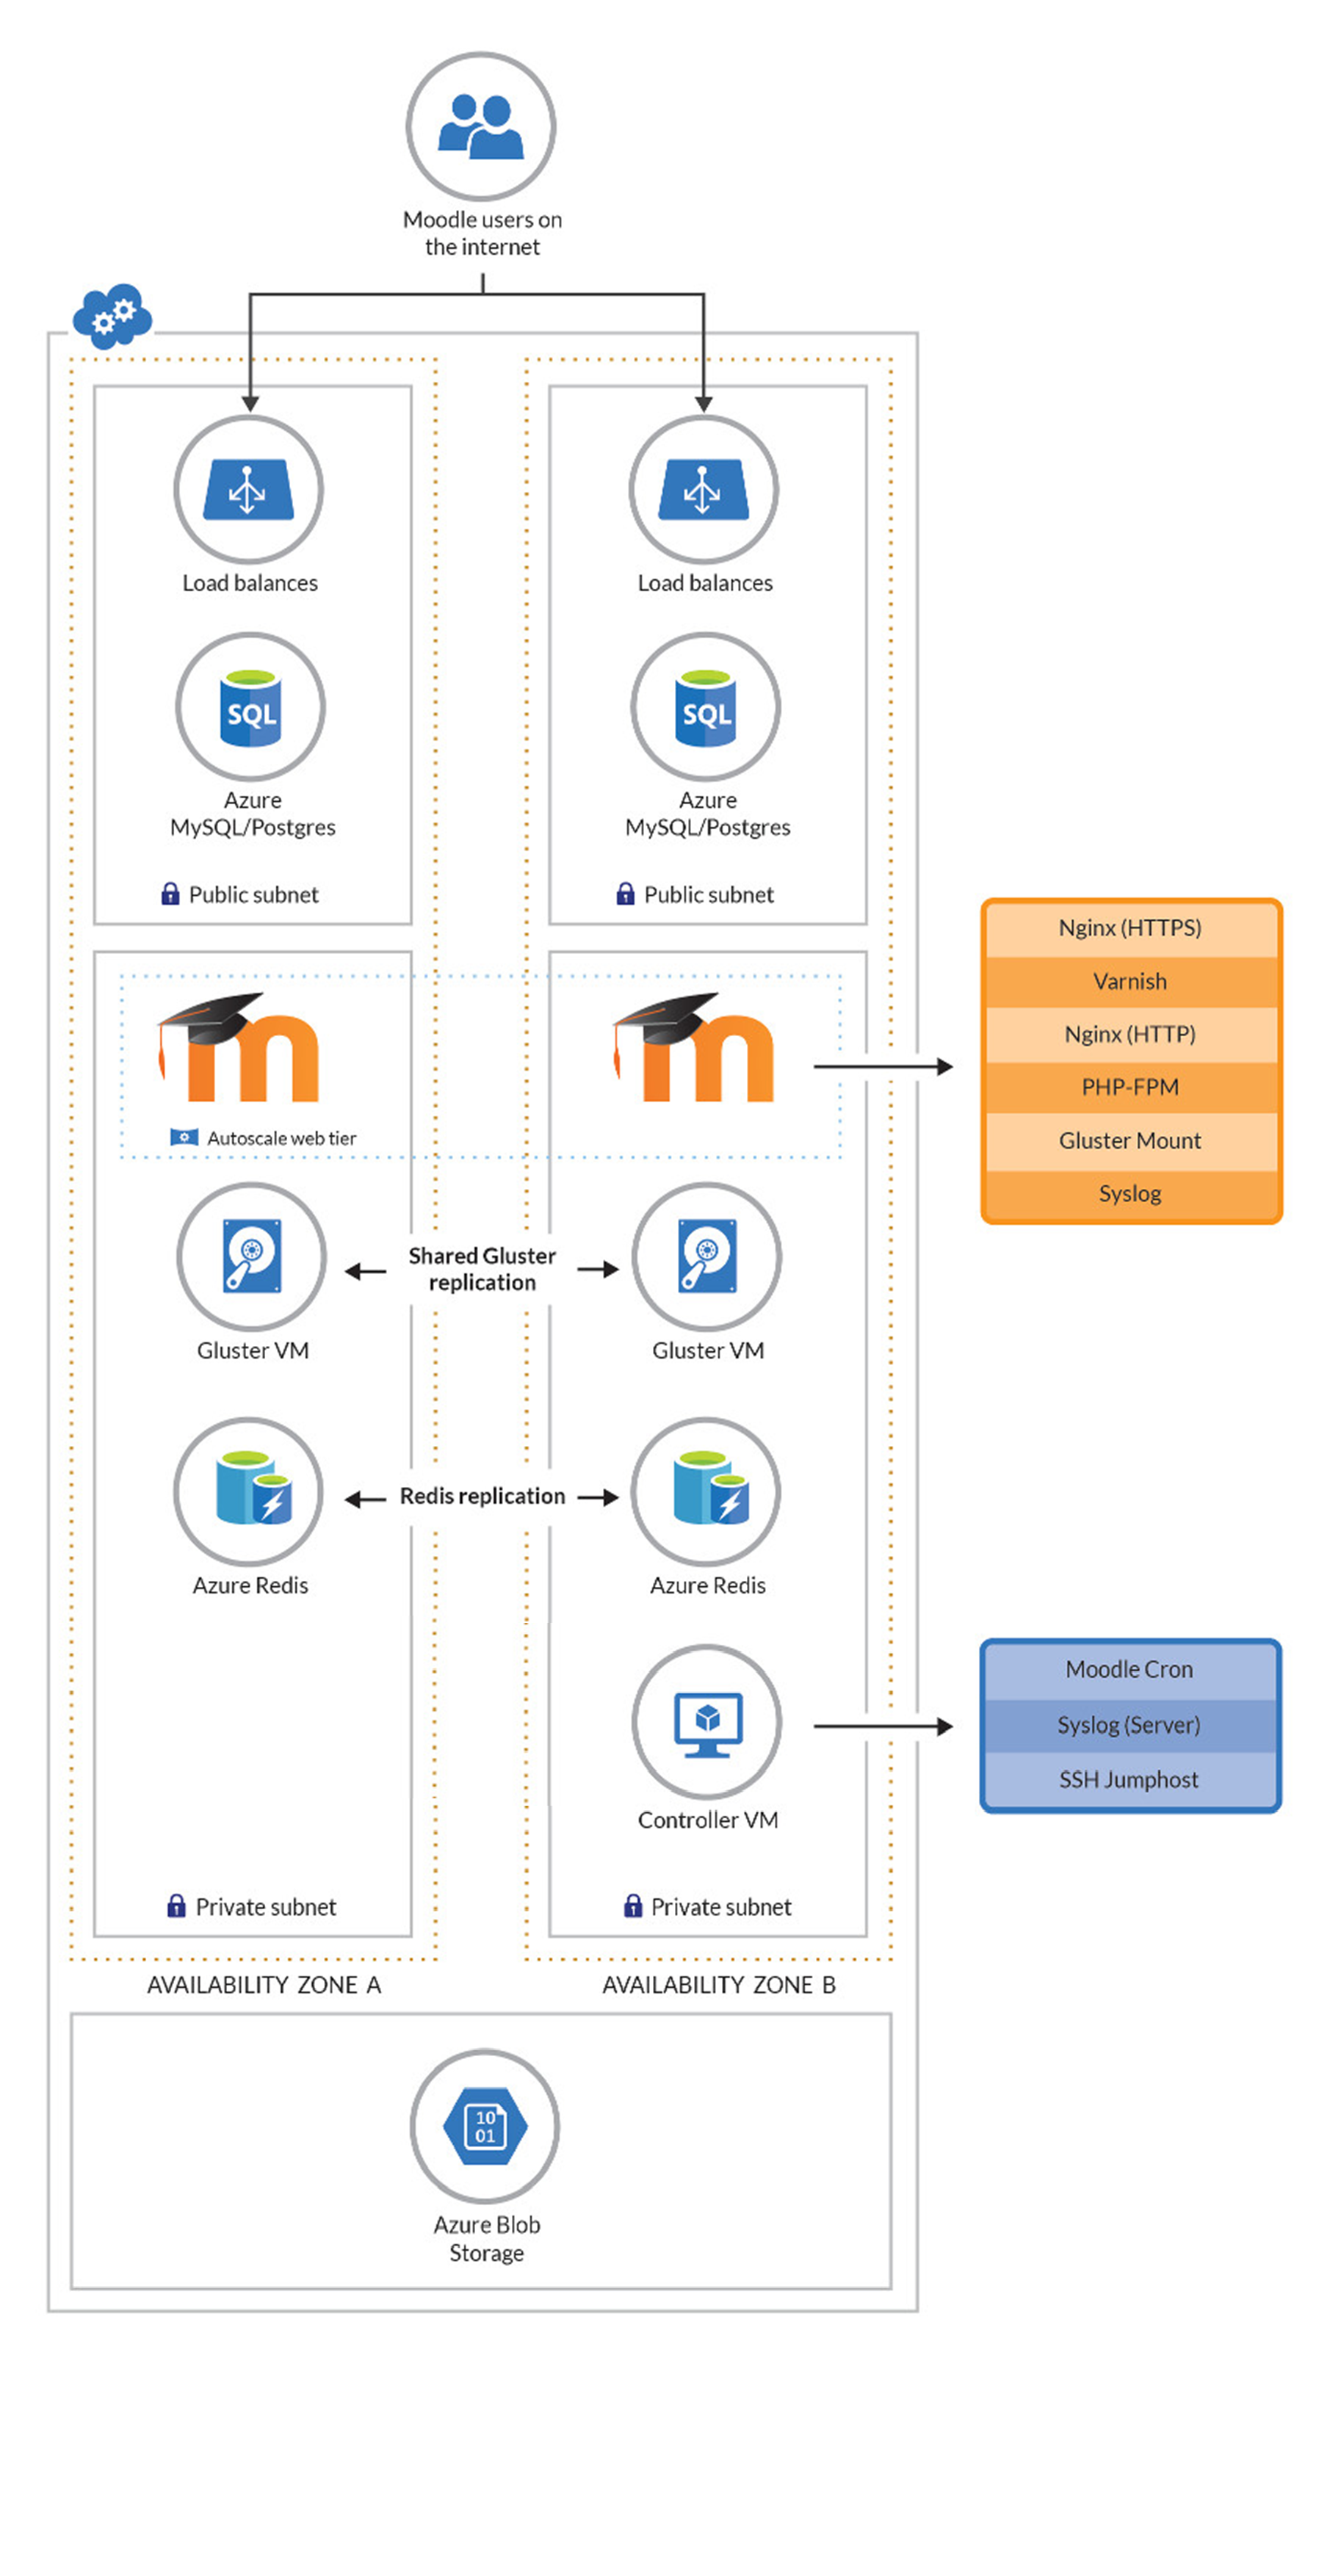 Moodle users on
the internet
Load balances
Load balances
SQL
SQL
Azure
MySQL/Postgres
Azure
MySQL/Postgres
Public subnet
Public subnet
Nginx (HTTPS)
Varnish
Nginx (HTTP)
PHP-FPM
Gluster Mount
Syslog
m
m
Autoscale web tier
Shared Gluster
replication
Gluster VM
Gluster VM
Redis replication
Azure Redis
Azure Redis
Moodle Cron
Syslog (Server)
SSH Jumphost
Controller VM
Private subnet
Private subnet
AVAILABILITY ZONE A
AVAILABILITY ZONE B
10
01
Azure Blob
Storage